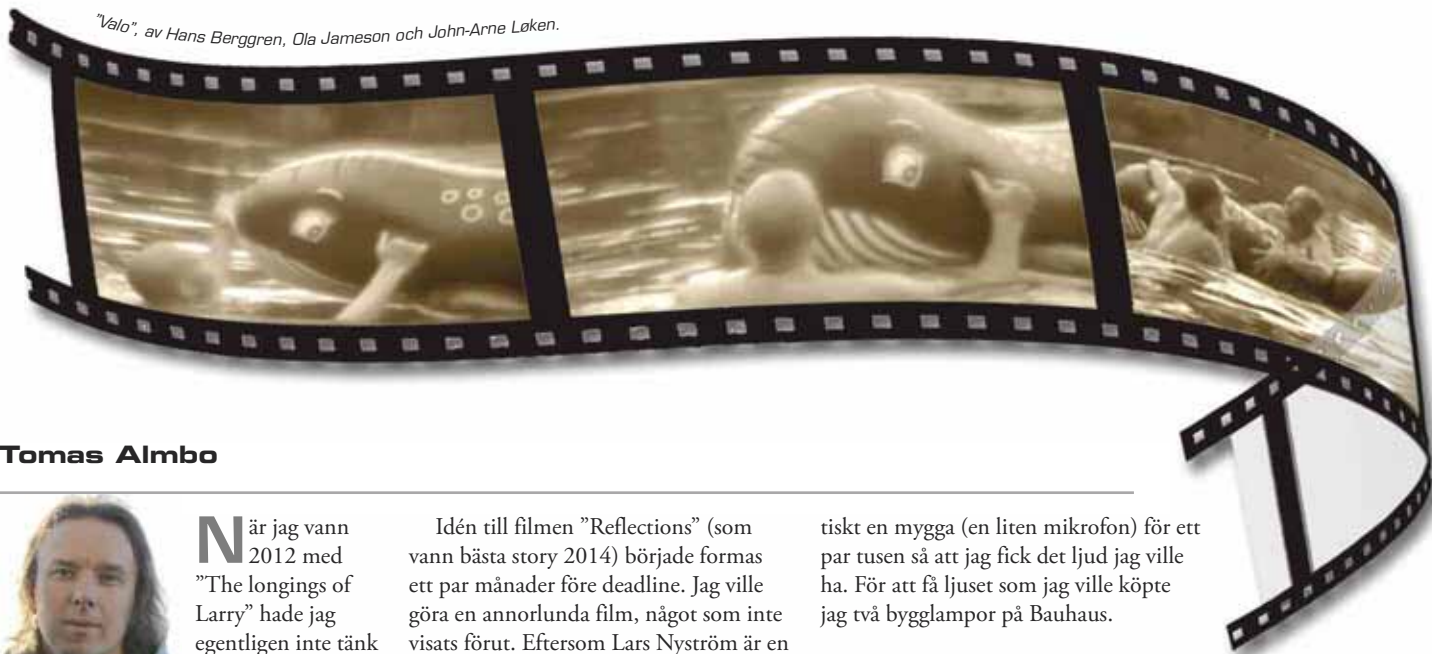 "Valo", av Hans Berggren, Ola Jameson och John-Arne Løken.
Tomas Almbo
När jag vann
2012 med
”The longings of
Larry” hade jag
egentligen inte tänk
Idén till filmen ”Reflections” (som
vann bästa story 2014) började formas
ett par månader före deadline. Jag ville
göra en annorlunda film, något som inte
visats förut. Eftersom Lars Nyström är en
tiskt en mygga (en liten mikrofon) för ett
par tusen så att jag fick det ljud jag ville
ha. För att få ljuset som jag ville köpte
jag två bygglampor på Bauhaus.